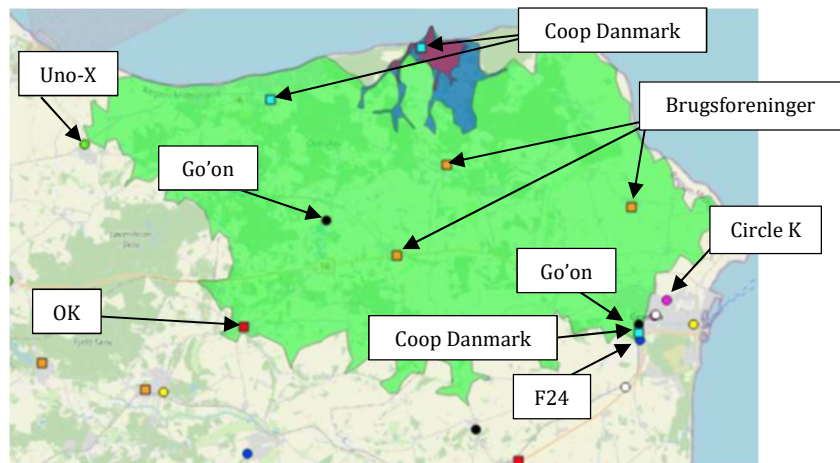 Coop Danmark
Uno-X
Brugsforeninger
Go’on
Circle K
Go’on
OK
Coop Danmark
F24